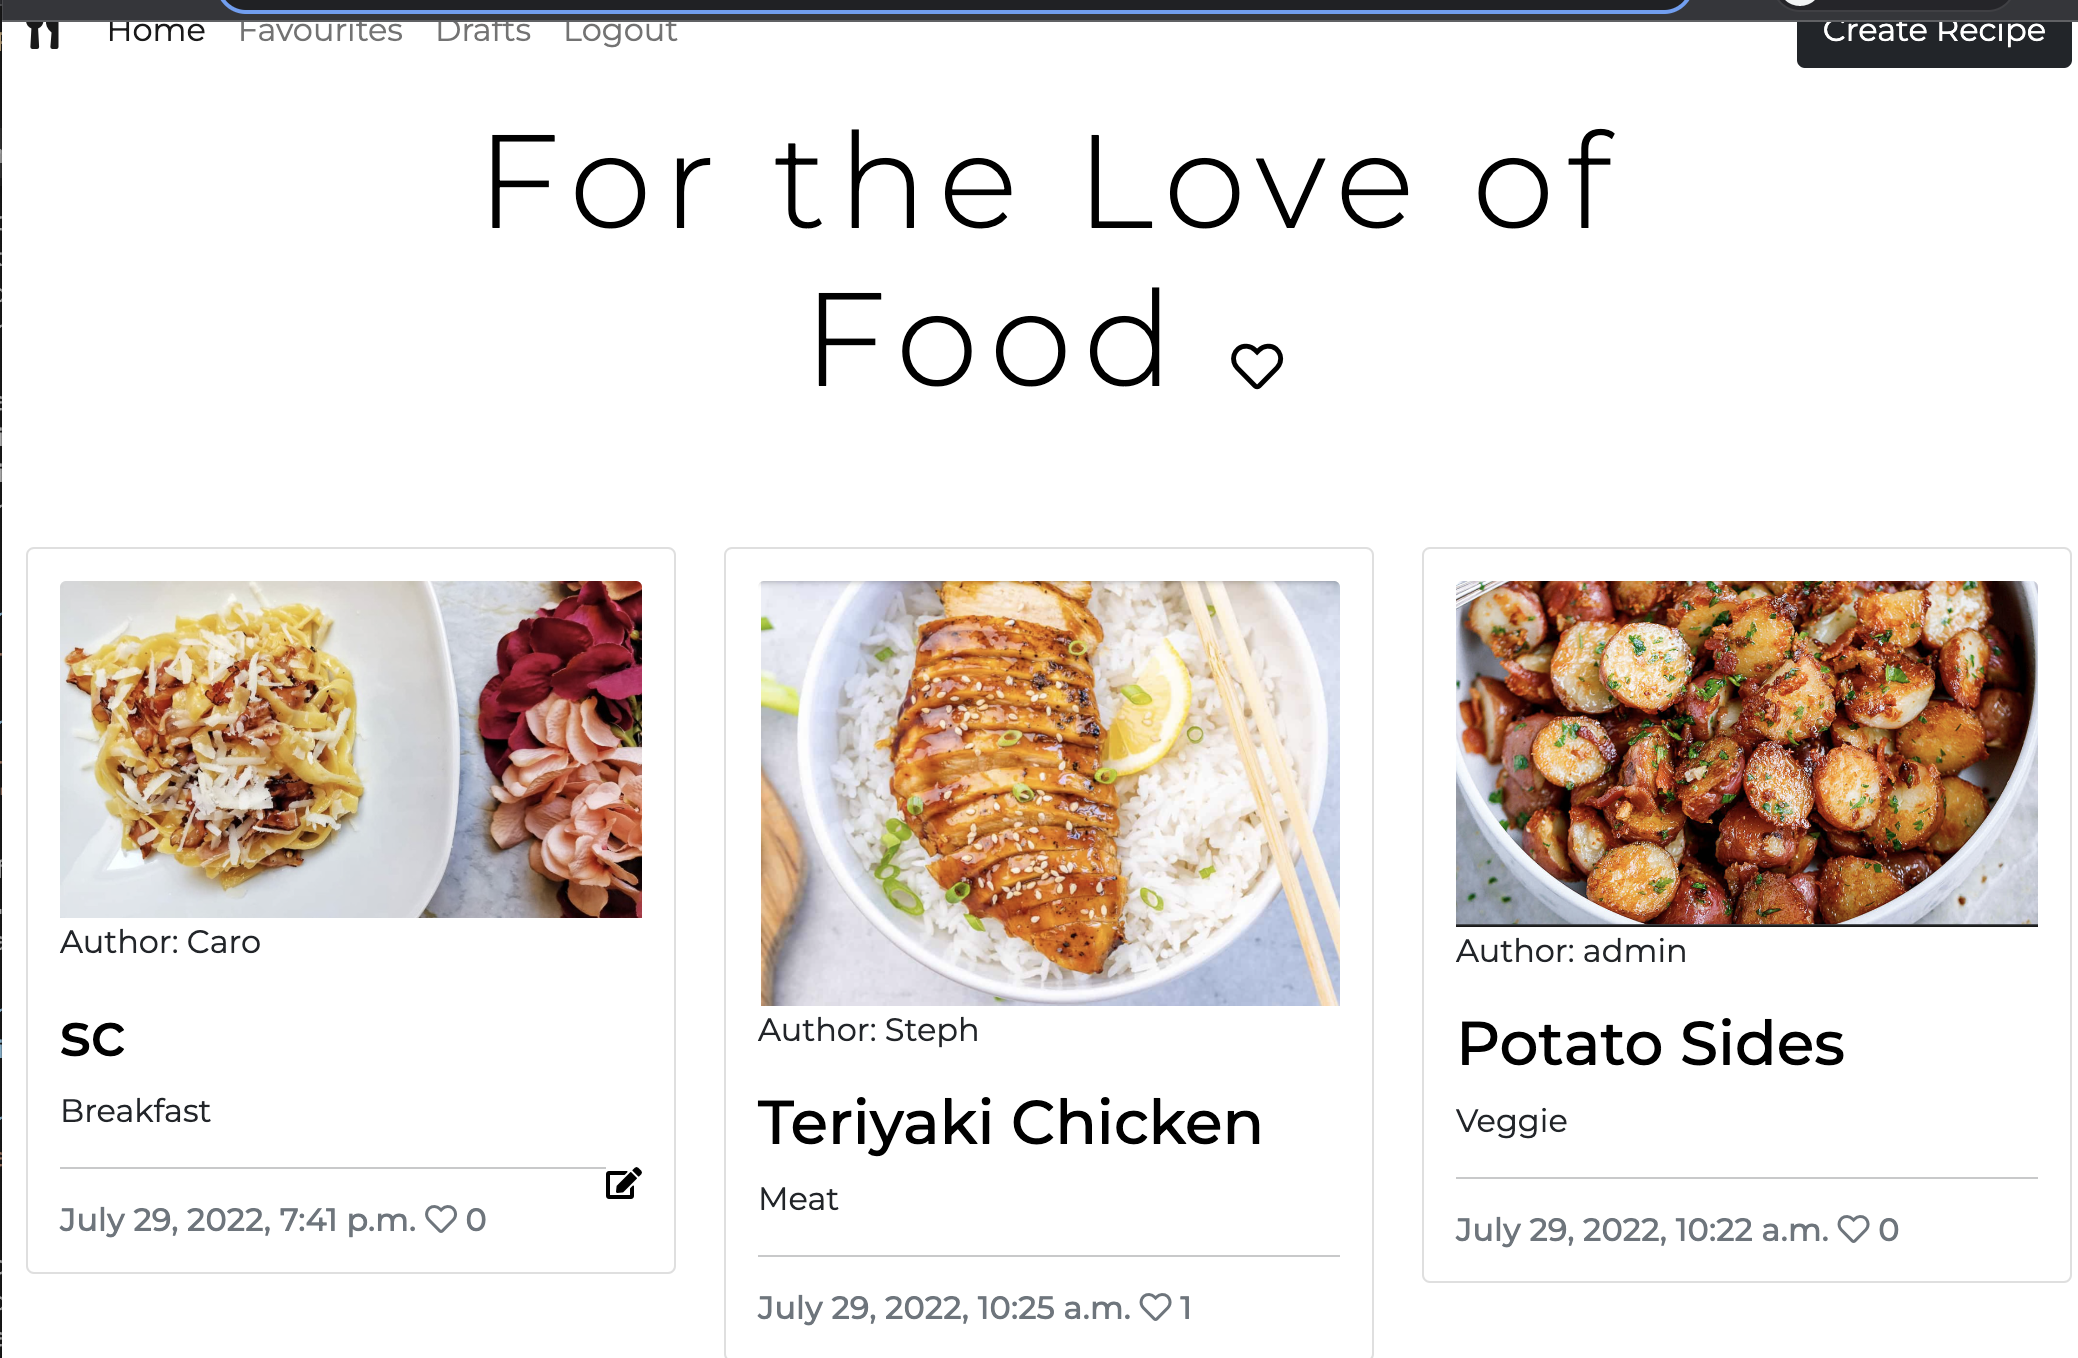 Home Favourites Drafts Logout
Create Recipe
For the Love of
Food
Author: Caro
sc
Breakfast
July 29, 2022, 7:41 p.m. 0
Author: Steph
Teriyaki Chicken
Meat
July 29, 2022, 10:25 a.m. 1
Author: admin
Potato Sides
Veggie
July 29, 2022, 10:22 a.m. 0